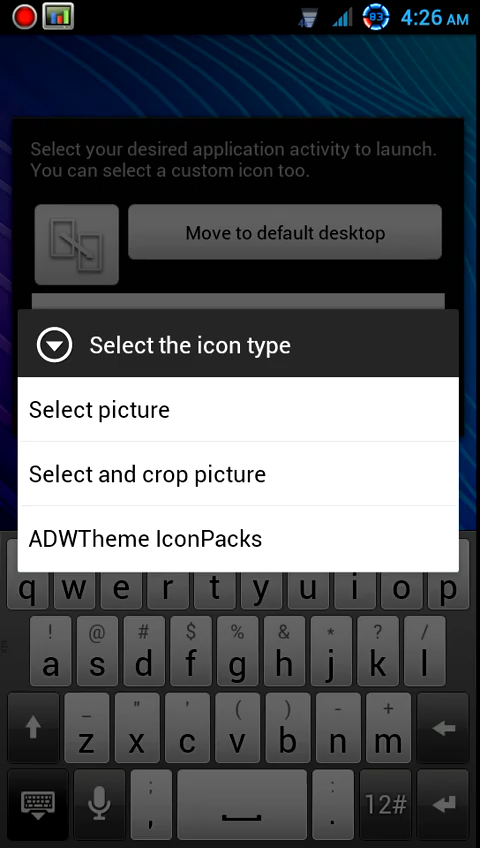 83 4:26 AM
Select your desired application activity to launch.
You can select a custom icon too.
Move to default desktop
Select the icon type
Select picture
Select and crop picture
ADWTheme IconPacks
q w e r t y u i o p
! @ # $ % & * ? /
a s d f g h j k l
_ " ' ( ) - +
z x c v b n m
; :
, . 12#